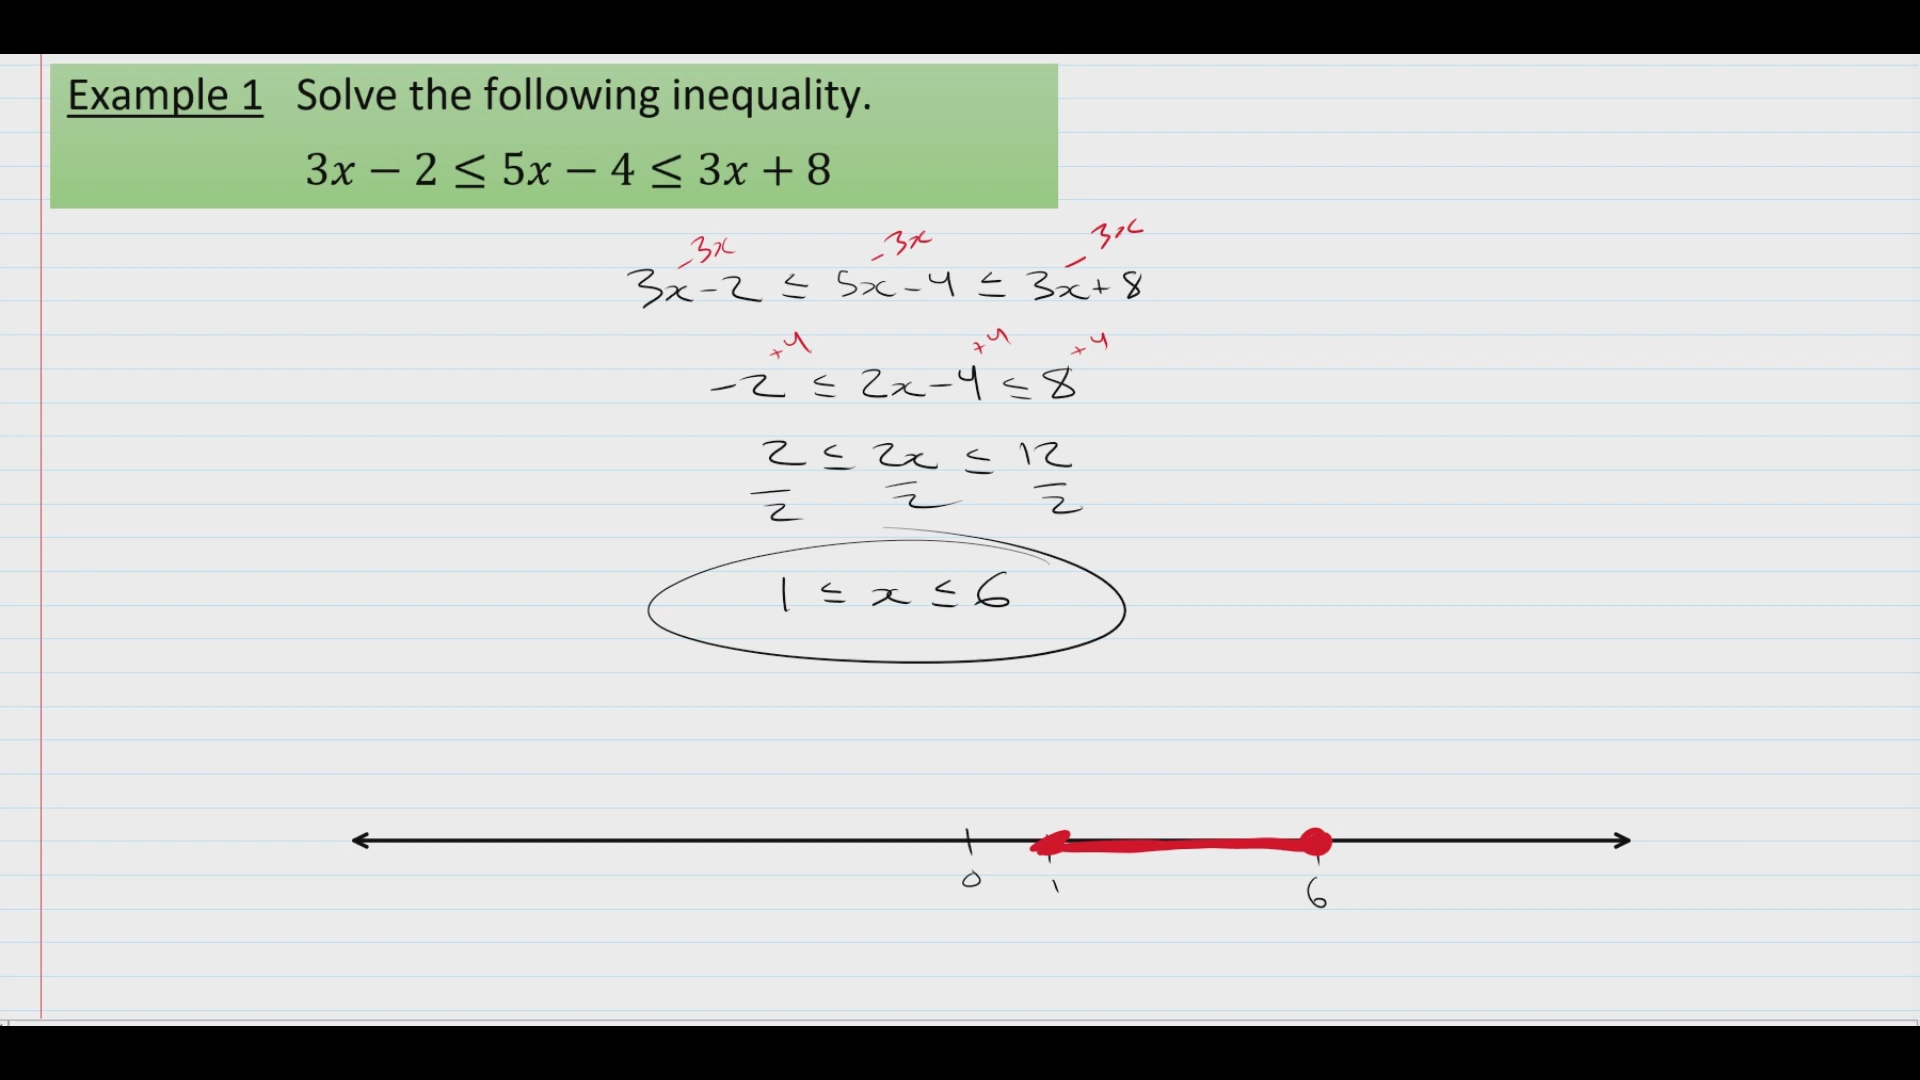 Example 1 Solve the following inequality.
3x − 2 ≤ 5x − 4 ≤ 3x + 8
-3x -3x -3x
3x-2 ≤ 5x-4 ≤ 3x+8
+4 +4 +4
-2 ≤ 2x-4 ≤ 8
2 ≤ 2x ≤ 12
2 2 2
1 ≤ x ≤ 6
0 1 6